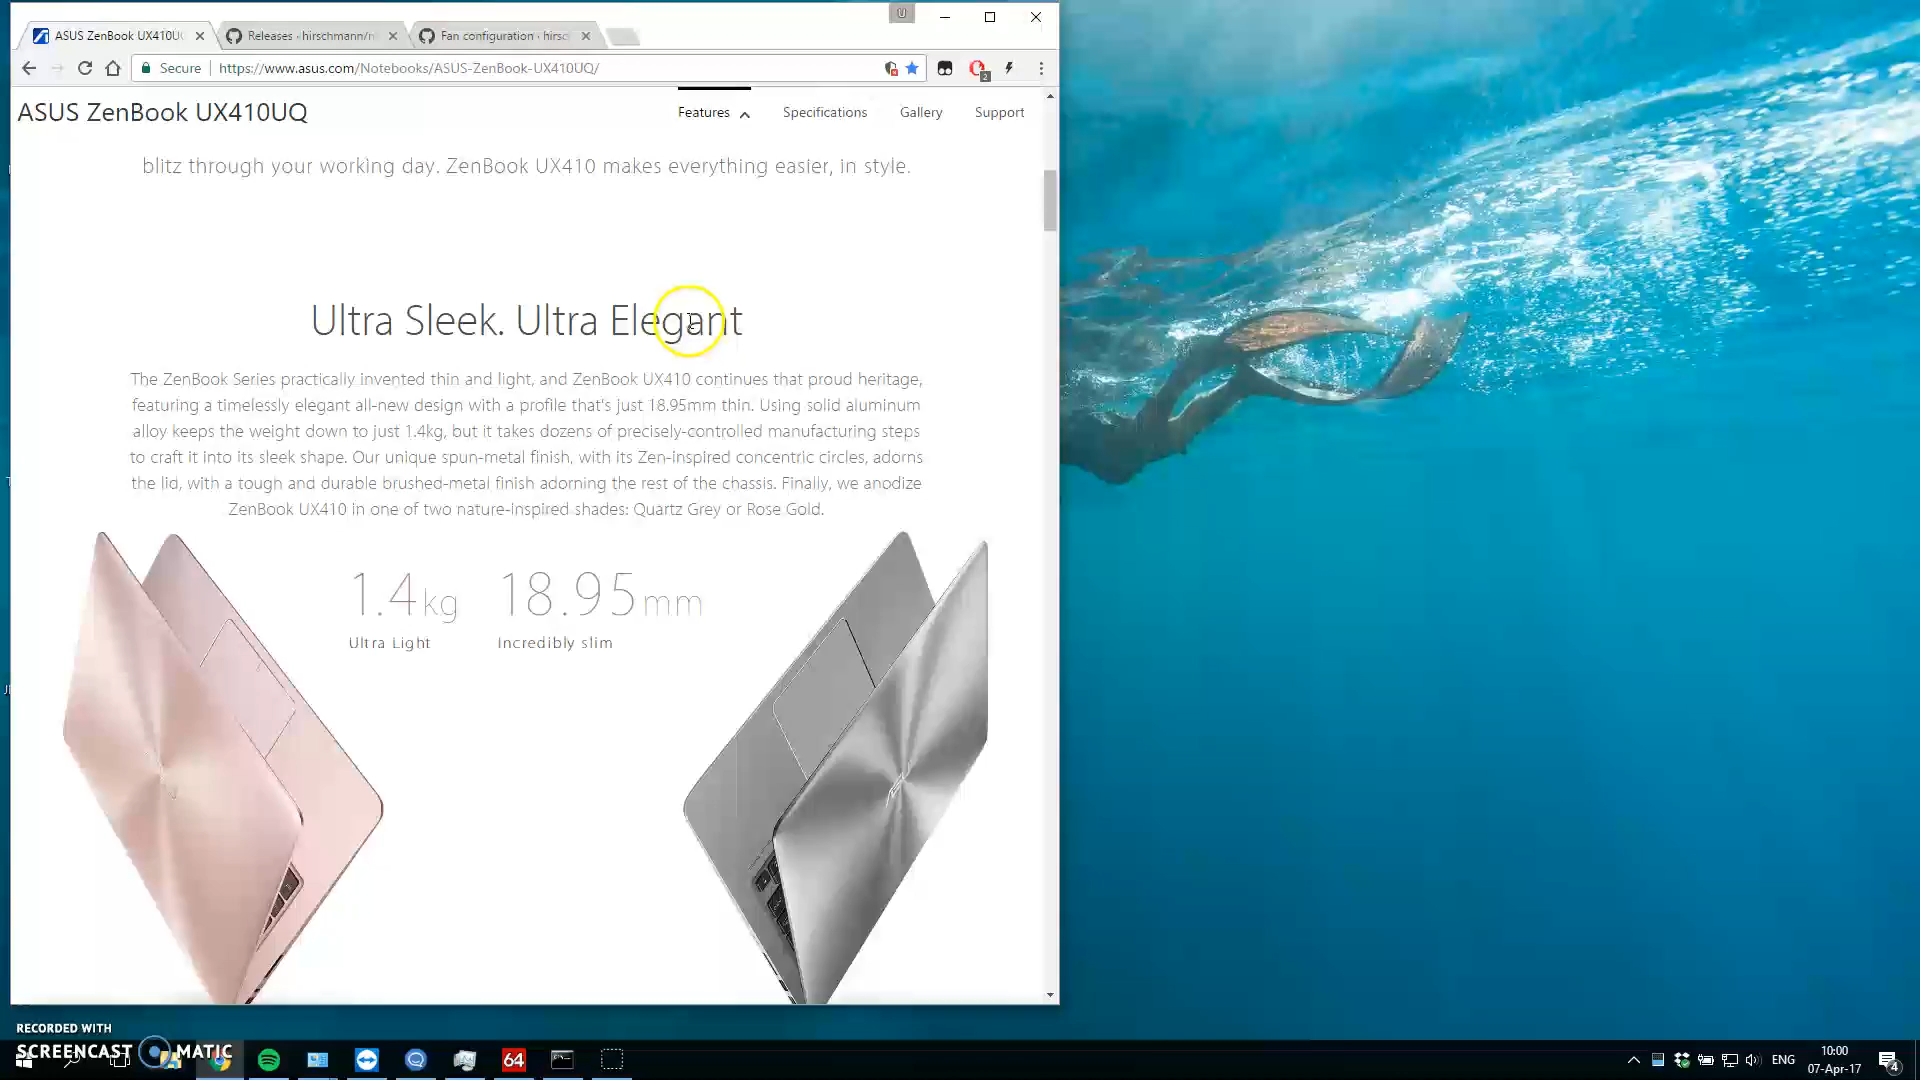 U
ASUS ZenBook UX410U
Releases · hirschmann/n
Fan configuration · hirsc
Secure
https://www.asus.com/Notebooks/ASUS-ZenBook-UX410UQ/
2
ASUS ZenBook UX410UQ
Features
Specifications
Gallery
Support
blitz through your working day. ZenBook UX410 makes everything easier, in style.
Ultra Sleek. Ultra Elegant
The ZenBook Series practically invented thin and light, and ZenBook UX410 continues that proud heritage,
featuring a timelessly elegant all-new design with a profile that's just 18.95mm thin. Using solid aluminum
alloy keeps the weight down to just 1.4kg, but it takes dozens of precisely-controlled manufacturing steps
to craft it into its sleek shape. Our unique spun-metal finish, with its Zen-inspired concentric circles, adorns
the lid, with a tough and durable brushed-metal finish adorning the rest of the chassis. Finally, we anodize
ZenBook UX410 in one of two nature-inspired shades: Quartz Grey or Rose Gold.
1.4kg
18.95mm
Ultra Light
Incredibly slim
RECORDED WITH
SCREENCAST MATIC
64
ENG
10:00
07-Apr-17
4